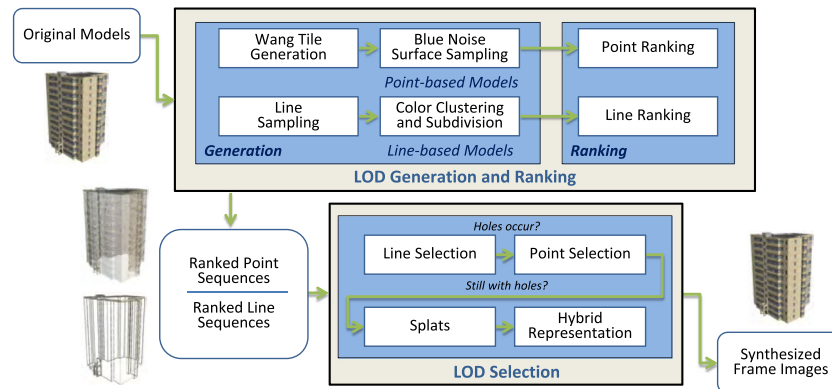 Original Models
Wang Tile
Generation
Blue Noise
Surface Sampling
Point Ranking
Point-based Models
Line
Sampling
Color Clustering
and Subdivision
Line Ranking
Generation
Line-based Models
Ranking
LOD Generation and Ranking
Ranked Point
Sequences
Ranked Line
Sequences
Holes occur?
Line Selection
Point Selection
Still with holes?
Splats
Hybrid
Representation
LOD Selection
Synthesized
Frame Images